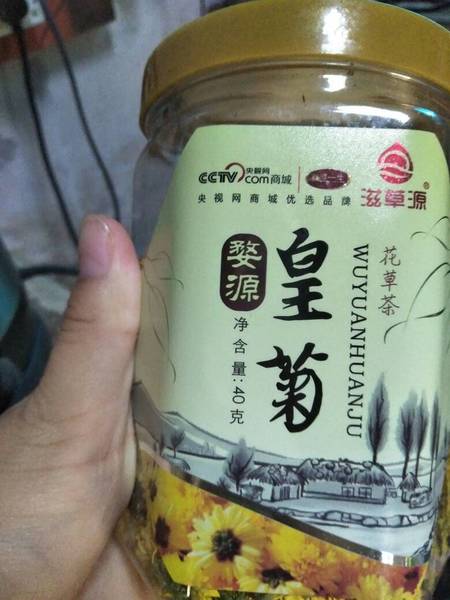 CCTV 央视网
com商城
央视网商城优选品牌
滋草源®
花草茶
婺源
皇菊
WUYUANHUANJU
净含量:40克